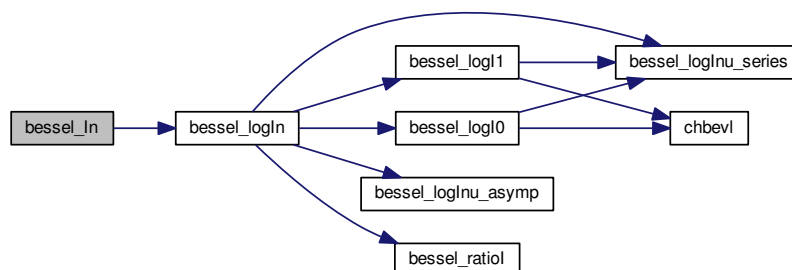 bessel_In
bessel_logIn
bessel_logI1
bessel_logI0
bessel_logInu_asymp
bessel_ratioI
bessel_logInu_series
chbevl